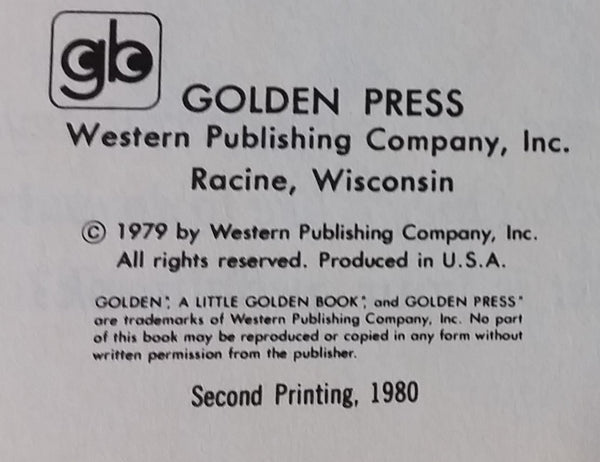 gb
GOLDEN PRESS
Western Publishing Company, Inc.
Racine, Wisconsin
© 1979 by Western Publishing Company, Inc.
All rights reserved. Produced in U.S.A.
GOLDEN®, A LITTLE GOLDEN BOOK®, and GOLDEN PRESS®
are trademarks of Western Publishing Company, Inc. No part
of this book may be reproduced or copied in any form without
written permission from the publisher.
Second Printing, 1980